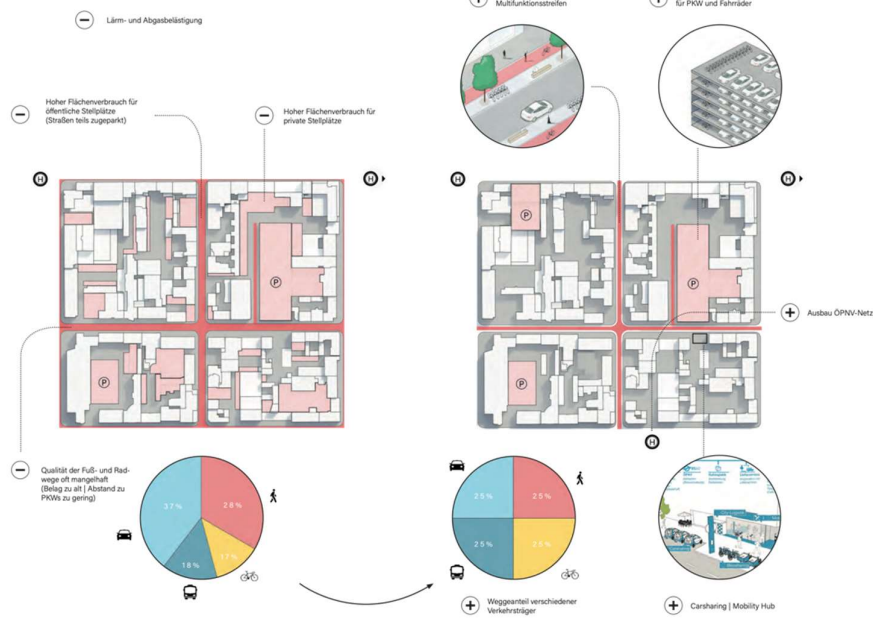 Multifunktionsstreifen
für PKW und Fahrräder
Lärm- und Abgasbelästigung
Hoher Flächenverbrauch für
öffentliche Stellplätze
(Straßen teils zugeparkt)
Hoher Flächenverbrauch für
private Stellplätze
H
H
H
H
P
P
P
P
P
Ausbau ÖPNV-Netz
H
Qualität der Fuß- und Rad-
wege oft mangelhaft
(Belag zu alt | Abstand zu
PKWs zu gering)
37%
28%
18%
17%
25%
25%
25%
25%
Weggeanteil verschiedener
Verkehrsträger
Carsharing | Mobility Hub